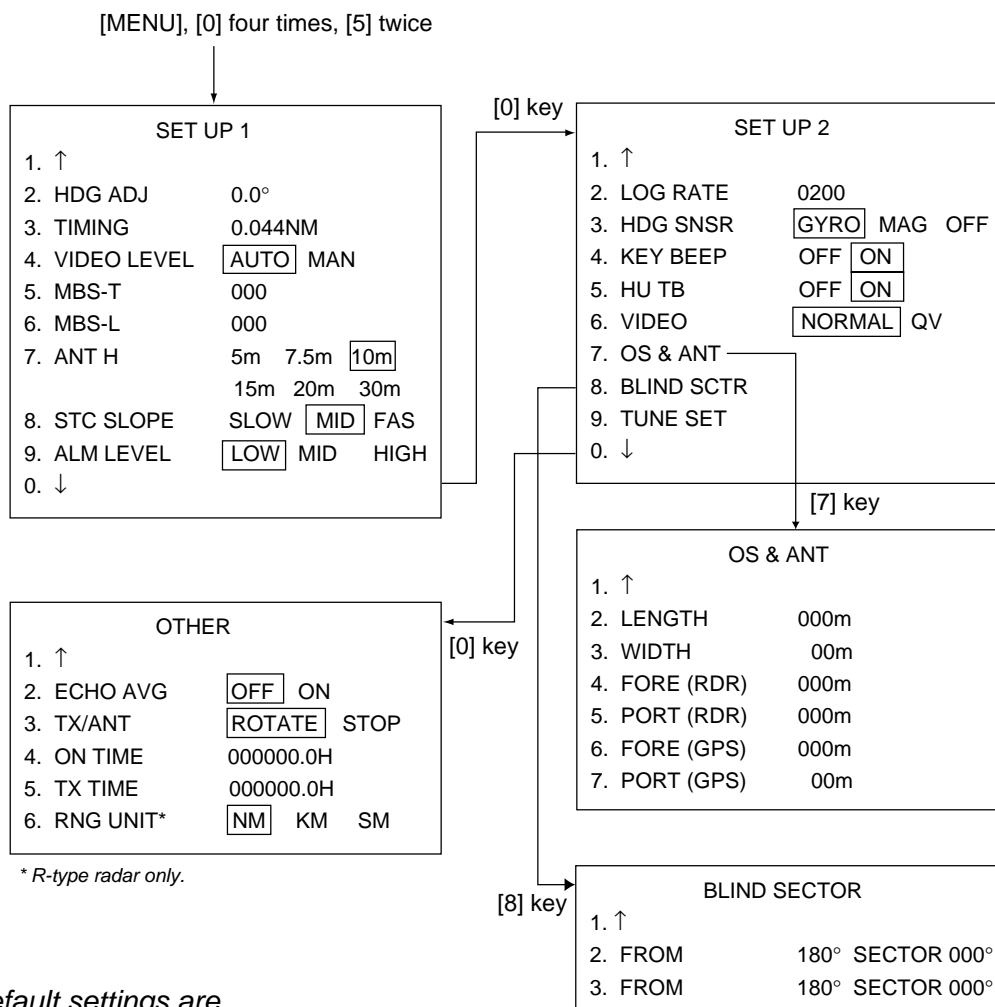 [MENU], [0] four times, [5] twice
SET UP 1
1. ↑
2. HDG ADJ 0.0°
3. TIMING 0.044NM
4. VIDEO LEVEL AUTO MAN
5. MBS-T 000
6. MBS-L 000
7. ANT H 5m 7.5m 10m
15m 20m 30m
8. STC SLOPE SLOW MID FAS
9. ALM LEVEL LOW MID HIGH
0. ↓
[0] key
SET UP 2
1. ↑
2. LOG RATE 0200
3. HDG SNSR GYRO MAG OFF
4. KEY BEEP OFF ON
5. HU TB OFF ON
6. VIDEO NORMAL QV
7. OS & ANT
8. BLIND SCTR
9. TUNE SET
0. ↓
[7] key
OS & ANT
1. ↑
2. LENGTH 000m
3. WIDTH 00m
4. FORE (RDR) 000m
5. PORT (RDR) 000m
6. FORE (GPS) 000m
7. PORT (GPS) 00m
[0] key
OTHER
1. ↑
2. ECHO AVG OFF ON
3. TX/ANT ROTATE STOP
4. ON TIME 000000.0H
5. TX TIME 000000.0H
6. RNG UNIT* NM KM SM
* R-type radar only.
[8] key
BLIND SECTOR
1. ↑
2. FROM 180° SECTOR 000°
3. FROM 180° SECTOR 000°
efault settings are